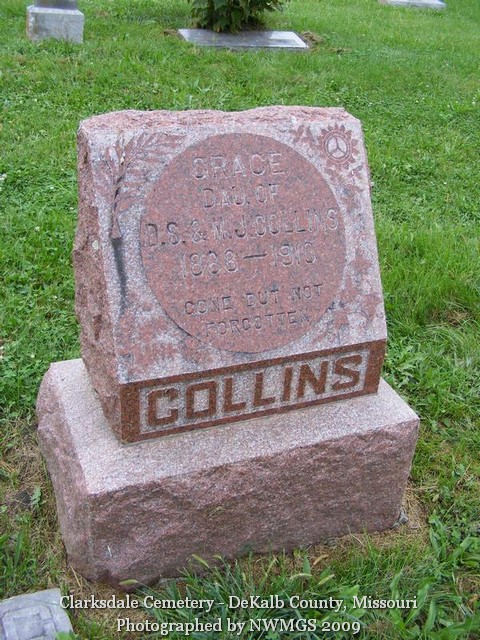 GRACE
DAU. OF
D.S. & M.J. COLLINS
1888 — 1910
GONE BUT NOT
FORGOTTEN
COLLINS
Clarksdale Cemetery - DeKalb County, Missouri
Photographed by NWMGS 2009